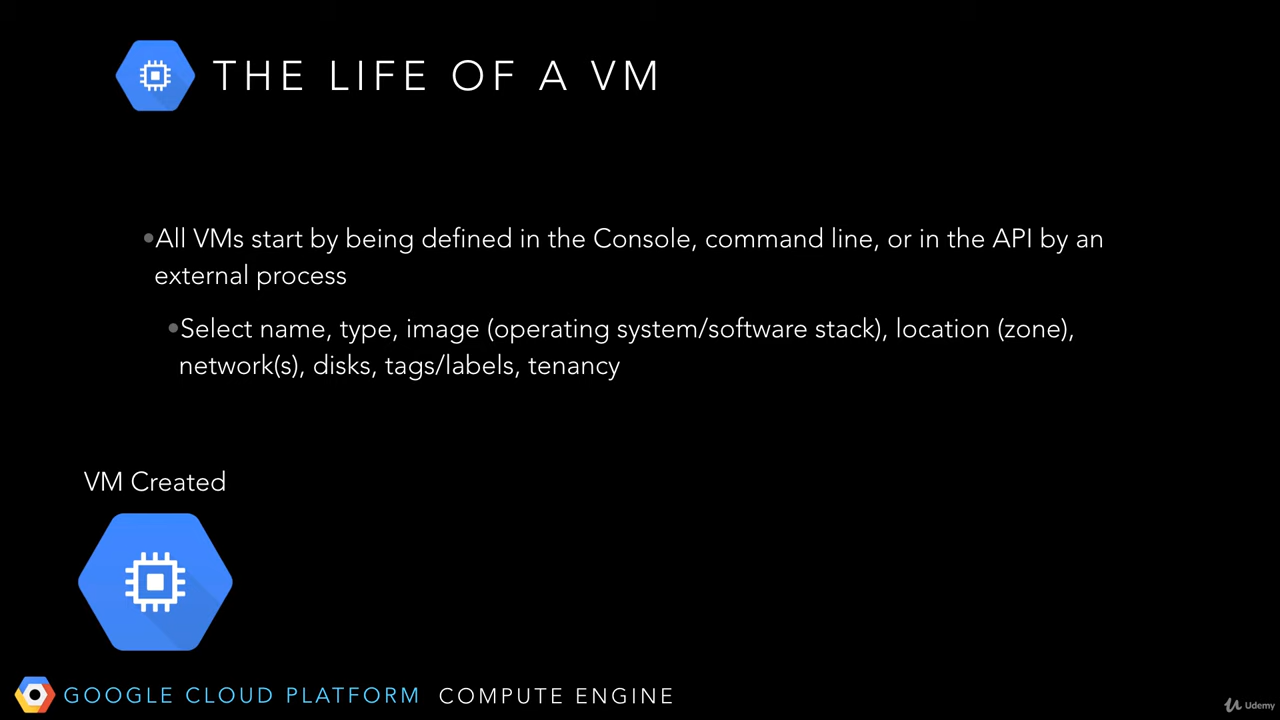 THE LIFE OF A VM
•All VMs start by being defined in the Console, command line, or in the API by an
external process
•Select name, type, image (operating system/software stack), location (zone),
network(s), disks, tags/labels, tenancy
VM Created
GOOGLE CLOUD PLATFORM COMPUTE ENGINE
Udemy